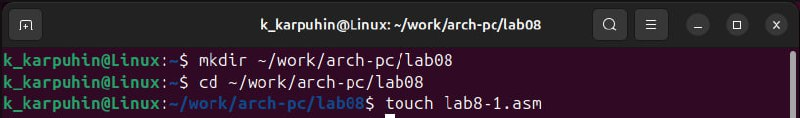 k_karpuhin@Linux: ~/work/arch-pc/lab08
k_karpuhin@Linux:~$ mkdir ~/work/arch-pc/lab08
k_karpuhin@Linux:~$ cd ~/work/arch-pc/lab08
k_karpuhin@Linux:~/work/arch-pc/lab08$ touch lab8-1.asm